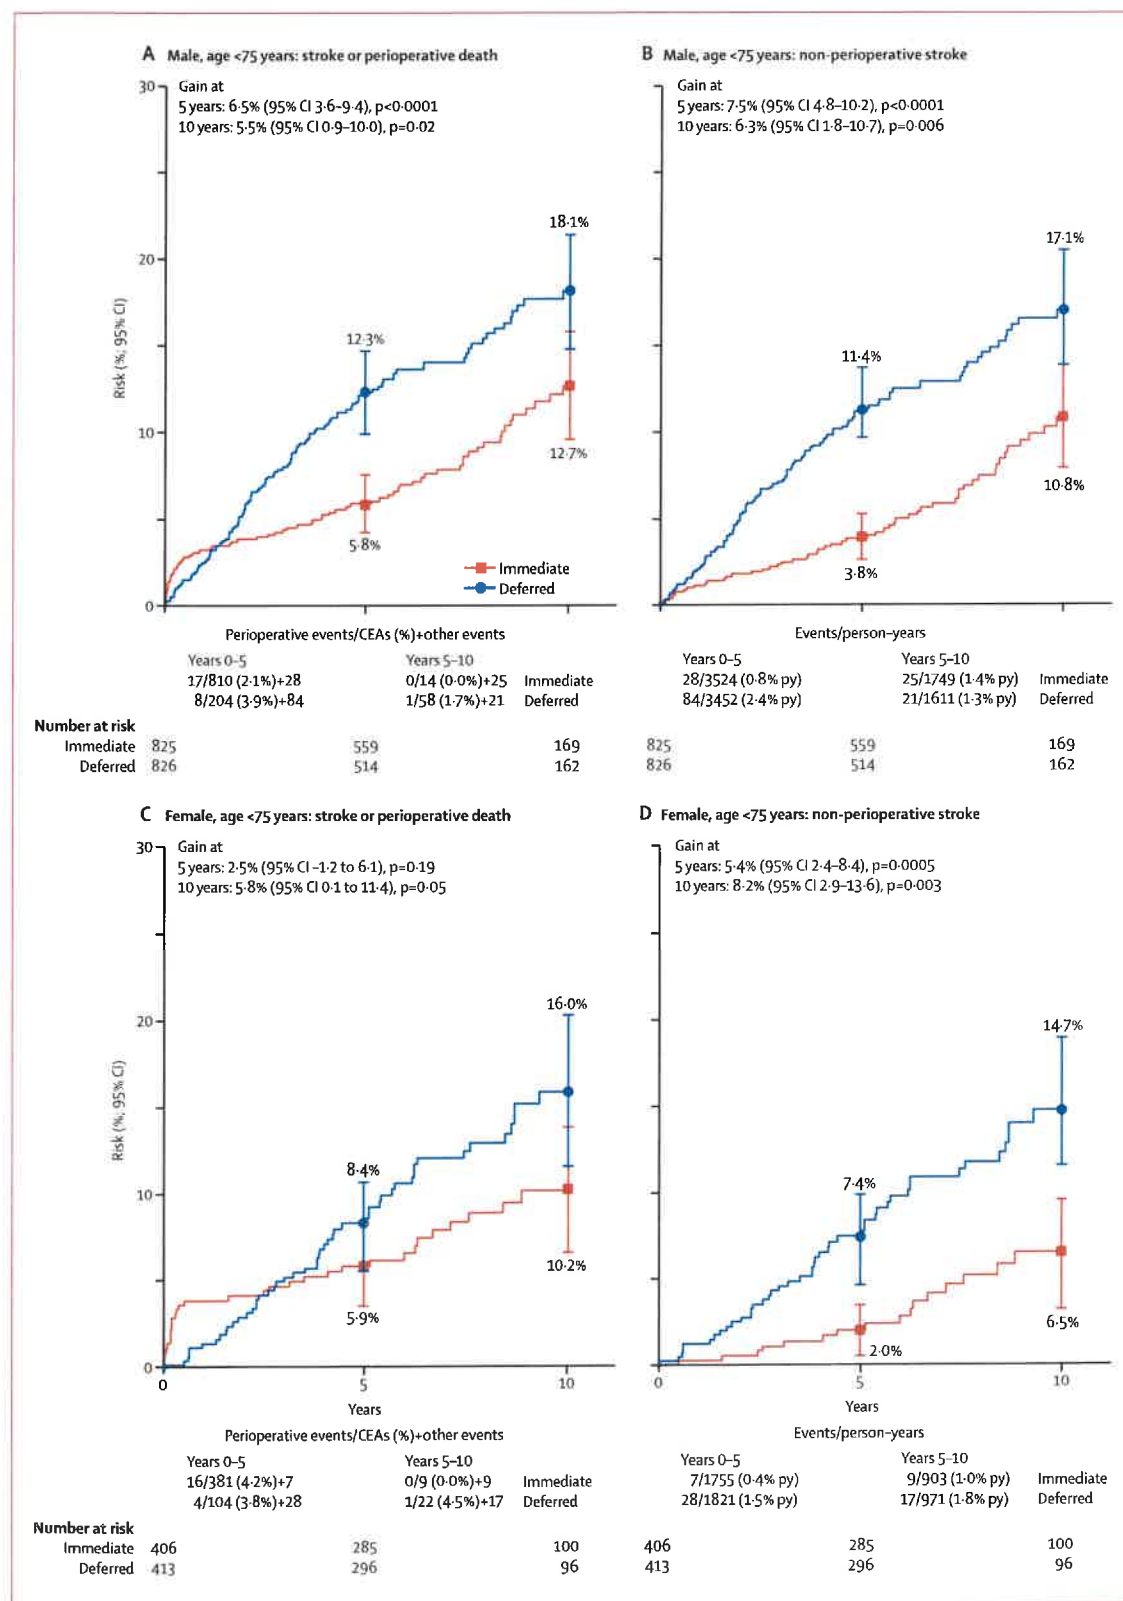 A Male, age <75 years: stroke or perioperative death
Gain at
5 years: 6·5% (95% CI 3·6–9·4), p<0·0001
10 years: 5·5% (95% CI 0·9–10·0), p=0·02
30
20
10
0
Risk (%; 95% CI)
12·3%
18·1%
5·8%
12·7%
Immediate
Deferred
Perioperative events/CEAs (%)+other events
Years 0–5 Years 5–10
17/810 (2·1%)+28 0/14 (0·0%)+25 Immediate
8/204 (3·9%)+84 1/58 (1·7%)+21 Deferred
Number at risk
Immediate 825 559 169
Deferred 826 514 162
B Male, age <75 years: non-perioperative stroke
Gain at
5 years: 7·5% (95% CI 4·8–10·2), p<0·0001
10 years: 6·3% (95% CI 1·8–10·7), p=0·006
11·4%
17·1%
3·8%
10·8%
Events/person–years
Years 0–5 Years 5–10
28/3524 (0·8% py) 25/1749 (1·4% py) Immediate
84/3452 (2·4% py) 21/1611 (1·3% py) Deferred
825 559 169
826 514 162
C Female, age <75 years: stroke or perioperative death
Gain at
5 years: 2·5% (95% CI –1·2 to 6·1), p=0·19
10 years: 5·8% (95% CI 0·1 to 11·4), p=0·05
30
20
10
0
Risk (%; 95% CI)
8·4%
16·0%
5·9%
10·2%
0 5 10
Years
Perioperative events/CEAs (%)+other events
Years 0–5 Years 5–10
16/381 (4·2%)+7 0/9 (0·0%)+9 Immediate
4/104 (3·8%)+28 1/22 (4·5%)+17 Deferred
Number at risk
Immediate 406 285 100
Deferred 413 296 96
D Female, age <75 years: non-perioperative stroke
Gain at
5 years: 5·4% (95% CI 2·4–8·4), p=0·0005
10 years: 8·2% (95% CI 2·9–13·6), p=0·003
7·4%
14·7%
2·0%
6·5%
0 5 10
Years
Events/person–years
Years 0–5 Years 5–10
7/1755 (0·4% py) 9/903 (1·0% py) Immediate
28/1821 (1·5% py) 17/971 (1·8% py) Deferred
406 285 100
413 296 96